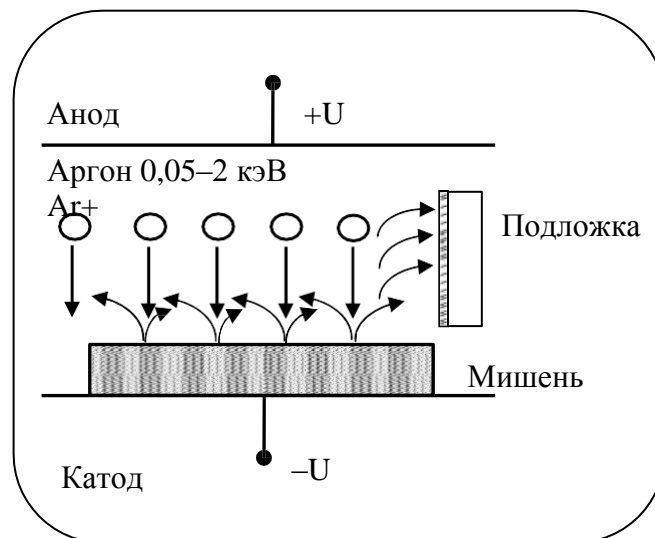 Анод +U
Аргон 0,05–2 кэВ
Ar+
Подложка
Мишень
–U
Катод